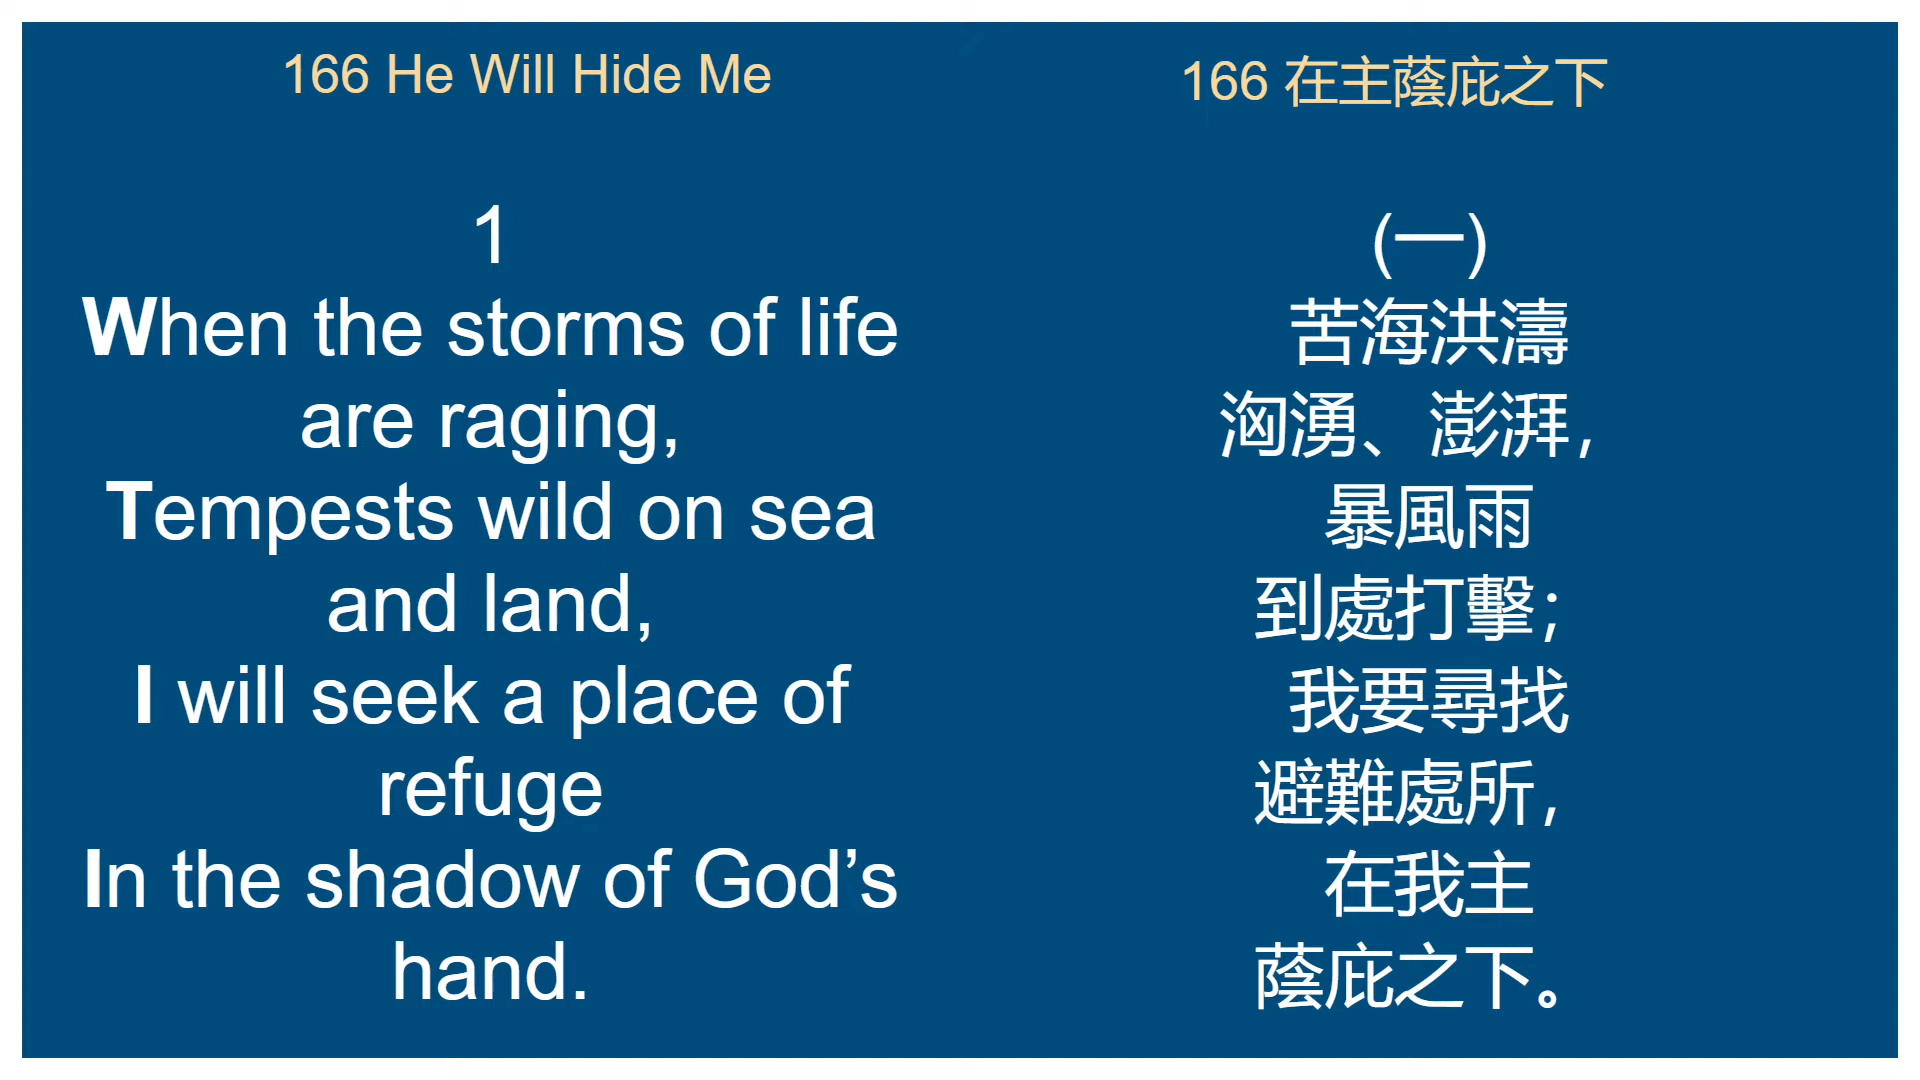 166 He Will Hide Me
1
When the storms of life
are raging,
Tempests wild on sea
and land,
I will seek a place of
refuge
In the shadow of God’s
hand.
166 在主蔭庇之下
(一)
苦海洪濤
洶湧、澎湃，
暴風雨
到處打擊；
我要尋找
避難處所，
在我主
蔭庇之下。